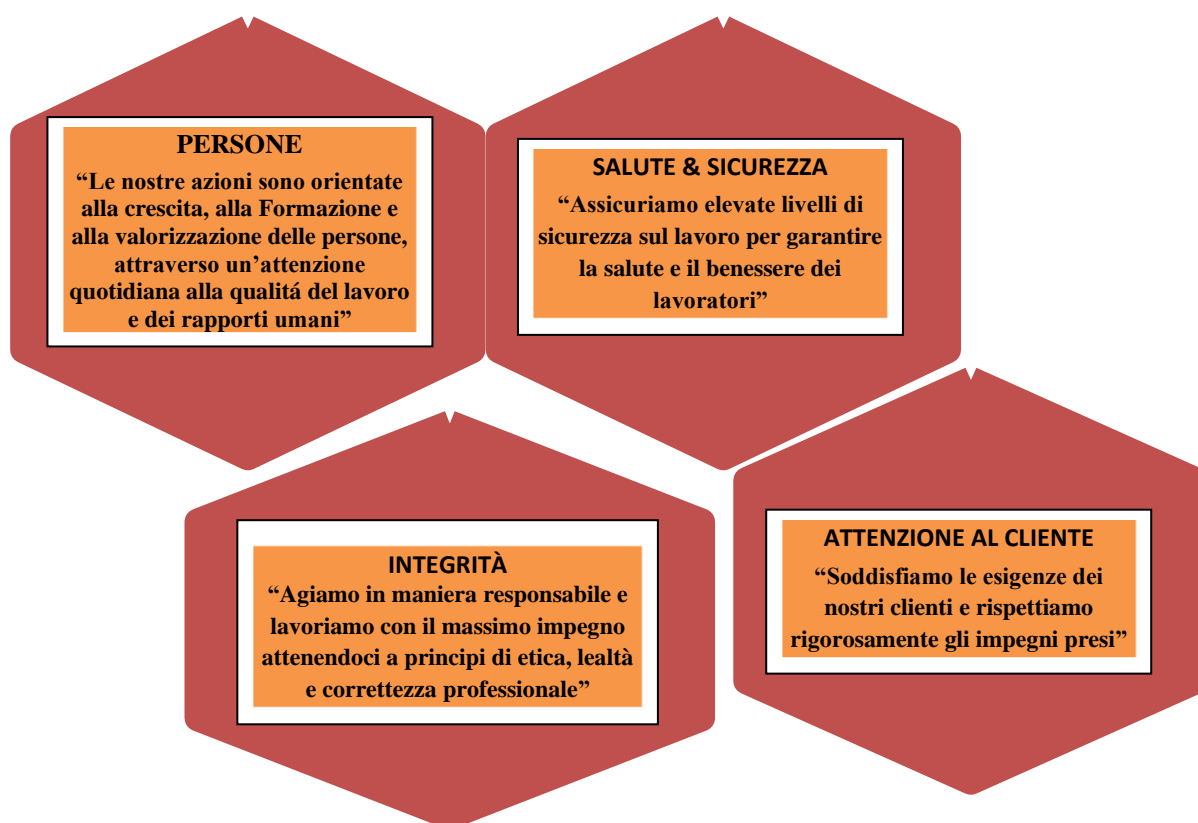 PERSONE
“Le nostre azioni sono orientate
alla crescita, alla Formazione e
alla valorizzazione delle persone,
attraverso un’attenzione
quotidiana alla qualitá del lavoro
e dei rapporti umani”
SALUTE & SICUREZZA
“Assicuriamo elevate livelli di
sicurezza sul lavoro per garantire
la salute e il benessere dei
lavoratori”
INTEGRITÀ
“Agiamo in maniera responsabile e
lavoriamo con il massimo impegno
attenendoci a principi di etica, lealtà
e correttezza professionale”
ATTENZIONE AL CLIENTE
“Soddisfiamo le esigenze dei
nostri clienti e rispettiamo
rigorosamente gli impegni presi”